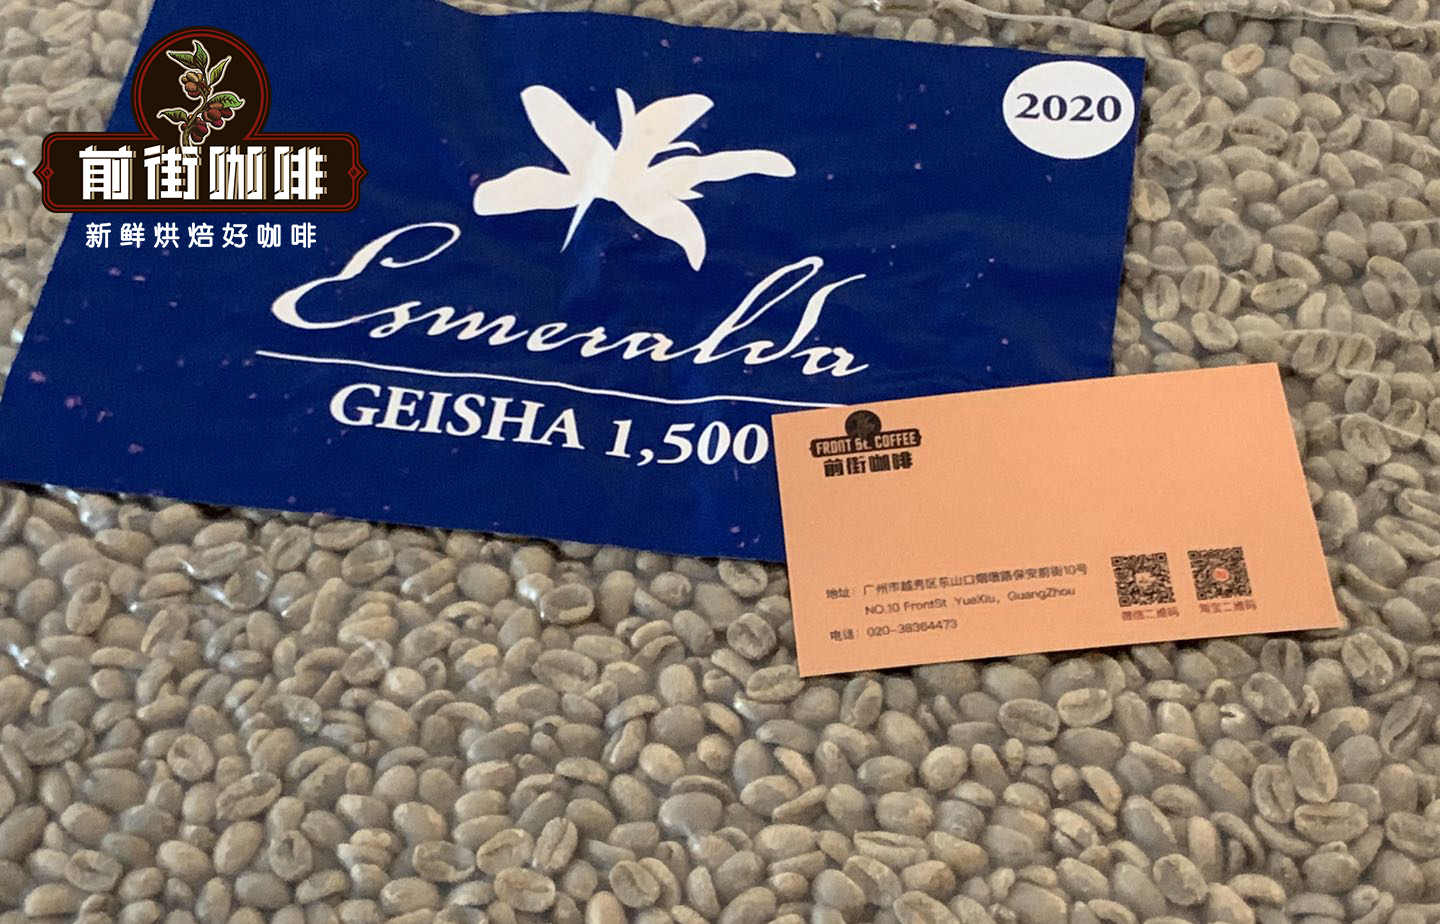 前街咖啡
新鲜烘焙好咖啡
2020
Esmeralda
GEISHA 1,500
FRONT St. COFFEE
前街咖啡
地址：广州市越秀区东山口烟墩路保安前街10号
NO.10 FrontSt YueXiu，GuangZhou
电话：020-38364473
微信二维码
淘宝二维码